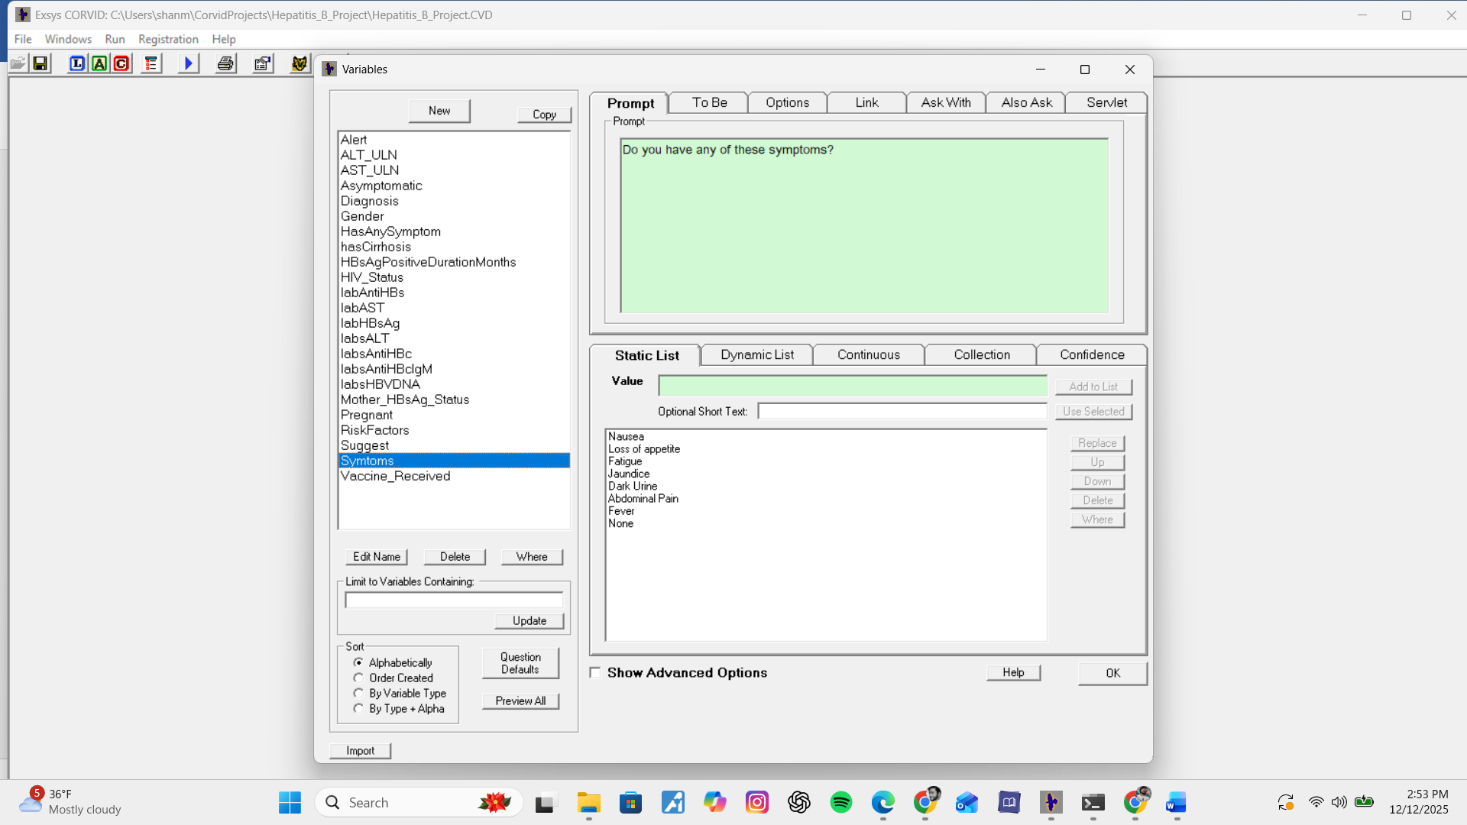 Exsys CORVID: C:\Users\shanm\CorvidProjects\Hepatitis_B_Project\Hepatitis_B_Project.CVD
File Windows Run Registration Help
L A C
Variables
New
Copy
Alert
ALT_ULN
AST_ULN
Asymptomatic
Diagnosis
Gender
HasAnySymptom
hasCirrhosis
HBsAgPositiveDurationMonths
HIV_Status
labAntiHBs
labAST
labHBsAg
labsALT
labsAntiHBc
labsAntiHBcIgM
labsHBVDNA
Mother_HBsAg_Status
Pregnant
RiskFactors
Suggest
Symtoms
Vaccine_Received
Edit Name Delete Where
Limit to Variables Containing:
Update
Sort
Alphabetically
Order Created
By Variable Type
By Type + Alpha
Question
Defaults
Preview All
Import
Prompt To Be Options Link Ask With Also Ask Servlet
Prompt
Do you have any of these symptoms?
Static List Dynamic List Continuous Collection Confidence
Value
Add to List
Optional Short Text:
Use Selected
Nausea
Loss of appetite
Fatigue
Jaundice
Dark Urine
Abdominal Pain
Fever
None
Replace
Up
Down
Delete
Where
Show Advanced Options
Help
OK
5
36°F
Mostly cloudy
Search
2:53 PM
12/12/2025